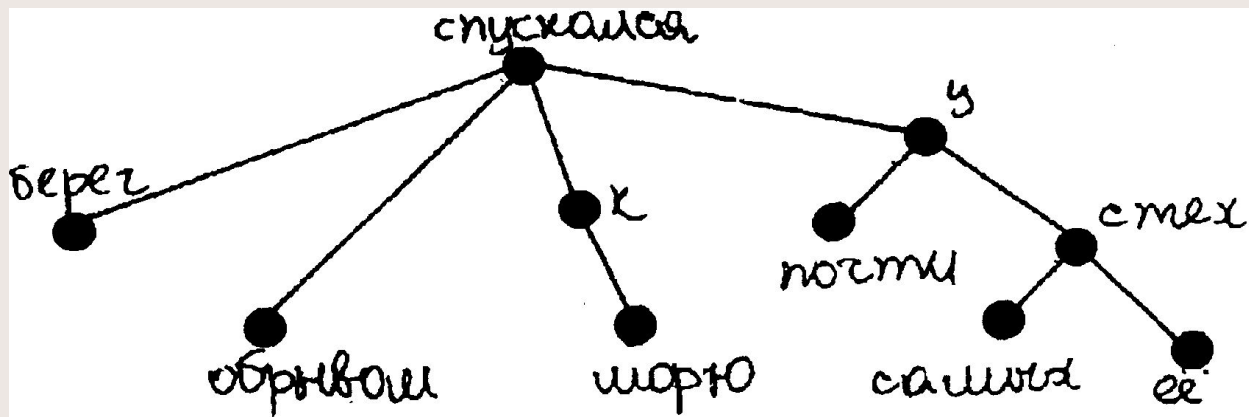 спускался
у
берег
к
стех
почти
обрывом
морю
самых
её